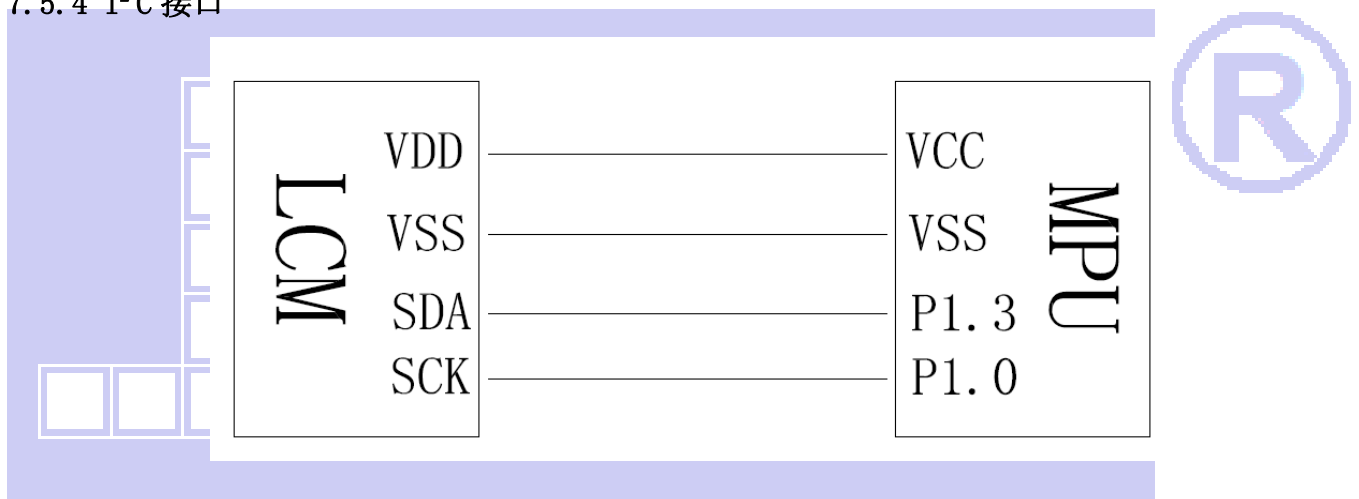 7.5.4 I²C 接口
LCM
VDD
VSS
SDA
SCK
VCC
VSS
P1.3
P1.0
MPU
®